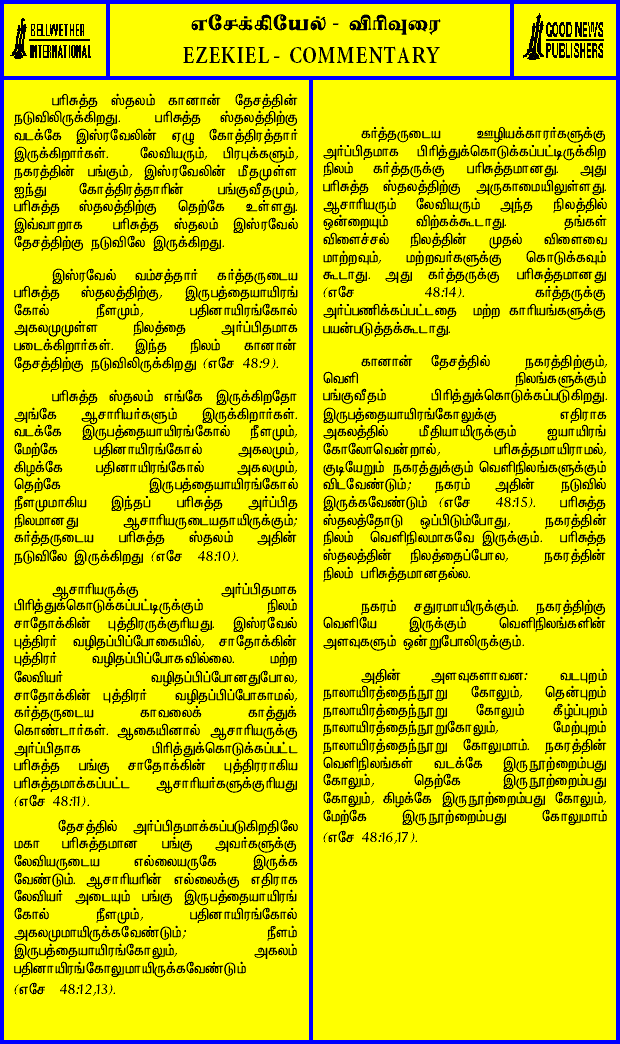 BELLWETHER
INTERNATIONAL
எசேக்கியேல் - விரிவுரை
EZEKIEL - COMMENTARY
GOOD NEWS
PUBLISHERS
பரிசுத்த ஸ்தலம் கானான் தேசத்தின்
நடுவிலிருக்கிறது. பரிசுத்த ஸ்தலத்திற்கு
வடக்கே இஸ்ரவேலின் ஏழு கோத்திரத்தார்
இருக்கிறார்கள். லேவியரும், பிரபுக்களும்,
நகரத்தின் பங்கும், இஸ்ரவேலின் மீதமுள்ள
ஐந்து கோத்திரத்தாரின் பங்குவீதமும்,
பரிசுத்த ஸ்தலத்திற்கு தெற்கே உள்ளது.
இவ்வாறாக பரிசுத்த ஸ்தலம் இஸ்ரவேல்
தேசத்திற்கு நடுவிலே இருக்கிறது.
இஸ்ரவேல் வம்சத்தார் கர்த்தருடைய
பரிசுத்த ஸ்தலத்திற்கு, இருபத்தையாயிரங்
கோல் நீளமும், பதினாயிரங்கோல்
அகலமுமுள்ள நிலத்தை அர்ப்பிதமாக
படைக்கிறார்கள். இந்த நிலம் கானான்
தேசத்திற்கு நடுவிலிருக்கிறது (எசே 48:9).
பரிசுத்த ஸ்தலம் எங்கே இருக்கிறதோ
அங்கே ஆசாரியர்களும் இருக்கிறார்கள்.
வடக்கே இருபத்தையாயிரங்கோல் நீளமும்,
மேற்கே பதினாயிரங்கோல் அகலமும்,
கிழக்கே பதினாயிரங்கோல் அகலமும்,
தெற்கே இருபத்தையாயிரங்கோல்
நீளமுமாகிய இந்தப் பரிசுத்த அர்ப்பித
நிலமானது ஆசாரியருடையதாயிருக்கும்;
கர்த்தருடைய பரிசுத்த ஸ்தலம் அதின்
நடுவிலே இருக்கிறது (எசே 48:10).
ஆசாரியருக்கு அர்ப்பிதமாக
பிரித்துக்கொடுக்கப்பட்டிருக்கும் நிலம்
சாதோக்கின் புத்திரருக்குரியது. இஸ்ரவேல்
புத்திரர் வழிதப்பிப்போகையில், சாதோக்கின்
புத்திரர் வழிதப்பிப்போகவில்லை. மற்ற
லேவியர் வழிதப்பிப்போனதுபோல,
சாதோக்கின் புத்திரர் வழிதப்பிப்போகாமல்,
கர்த்தருடைய காவலைக் காத்துக்
கொண்டார்கள். ஆகையினால் ஆசாரியருக்கு
அர்ப்பிதாக பிரித்துக்கொடுக்கப்பட்ட
பரிசுத்த பங்கு சாதோக்கின் புத்திரராகிய
பரிசுத்தமாக்கப்பட்ட ஆசாரியர்களுக்குரியது
(எசே 48:11).
தேசத்தில் அர்ப்பிதமாக்கப்படுகிறதிலே
மகா பரிசுத்தமான பங்கு அவர்களுக்கு
லேவியருடைய எல்லையருகே இருக்க
வேண்டும். ஆசாரியரின் எல்லைக்கு எதிராக
லேவியர் அடையும் பங்கு இருபத்தையாயிரங்
கோல் நீளமும், பதினாயிரங்கோல்
அகலமுமாயிருக்கவேண்டும்; நீளம்
இருபத்தையாயிரங்கோலும், அகலம்
பதினாயிரங்கோலுமாயிருக்கவேண்டும்
(எசே 48:12,13).
கர்த்தருடைய ஊழியக்காரர்களுக்கு
அர்ப்பிதமாக பிரித்துக்கொடுக்கப்பட்டிருக்கிற
நிலம் கர்த்தருக்கு பரிசுத்தமானது. அது
பரிசுத்த ஸ்தலத்திற்கு அருகாமையிலுள்ளது.
ஆசாரியரும் லேவியரும் அந்த நிலத்தில்
ஒன்றையும் விற்கக்கூடாது. தங்கள்
விளைச்சல் நிலத்தின் முதல் விளைவை
மாற்றவும், மற்றவர்களுக்கு கொடுக்கவும்
கூடாது. அது கர்த்தருக்கு பரிசுத்தமானது
(எசே 48:14). கர்த்தருக்கு
அர்ப்பணிக்கப்பட்டதை மற்ற காரியங்களுக்கு
பயன்படுத்தக்கூடாது.
கானான் தேசத்தில் நகரத்திற்கும்,
வெளி நிலங்களுக்கும்
பங்குவீதம் பிரித்துக்கொடுக்கப்படுகிறது.
இருபத்தையாயிரங்கோலுக்கு எதிராக
அகலத்தில் மீதியாயிருக்கும் ஐயாயிரங்
கோலோவென்றால், பரிசுத்தமாயிராமல்,
குடியேறும் நகரத்துக்கும் வெளிநிலங்களுக்கும்
விடவேண்டும்; நகரம் அதின் நடுவில்
இருக்கவேண்டும் (எசே 48:15). பரிசுத்த
ஸ்தலத்தோடு ஒப்பிடும்போது, நகரத்தின்
நிலம் வெளிநிலமாகவே இருக்கும். பரிசுத்த
ஸ்தலத்தின் நிலத்தைப்போல, நகரத்தின்
நிலம் பரிசுத்தமானதல்ல.
நகரம் சதுரமாயிருக்கும். நகரத்திற்கு
வெளியே இருக்கும் வெளிநிலங்களின்
அளவுகளும் ஒன்றுபோலிருக்கும்.
அதின் அளவுகளாவன: வடபுறம்
நாலாயிரத்தைந்நூறு கோலும், தென்புறம்
நாலாயிரத்தைந்நூறு கோலும் கீழ்ப்புறம்
நாலாயிரத்தைந்நூறுகோலும், மேற்புறம்
நாலாயிரத்தைந்நூறு கோலுமாம். நகரத்தின்
வெளிநிலங்கள் வடக்கே இருநூற்றைம்பது
கோலும், தெற்கே இருநூற்றைம்பது
கோலும், கிழக்கே இருநூற்றைம்பது கோலும்,
மேற்கே இருநூற்றைம்பது கோலுமாம்
(எசே 48:16,17).